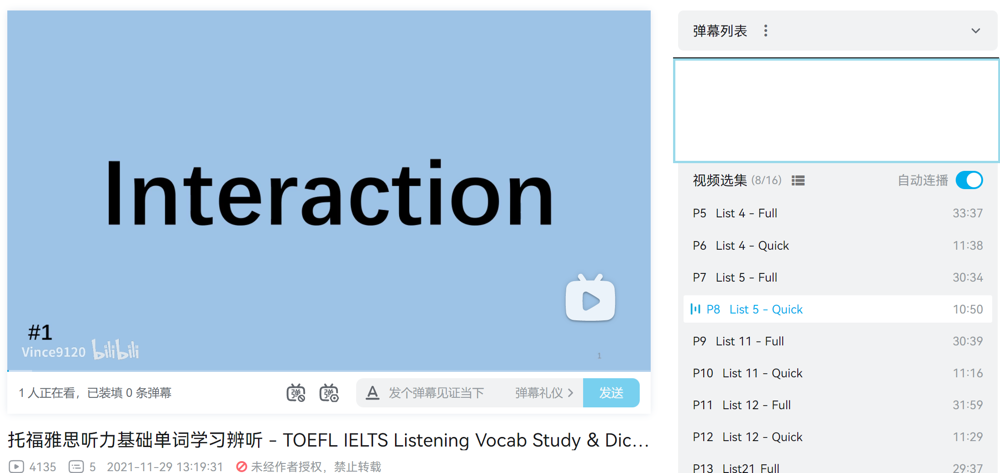 Interaction
#1
Vince9120 bilibili
1
1 人正在看，已装填 0 条弹幕
发个弹幕见证当下
弹幕礼仪
发送
托福雅思听力基础单词学习辨听 - TOEFL IELTS Listening Vocab Study & Dic...
4135 5 2021-11-29 13:19:31 未经作者授权，禁止转载
弹幕列表
视频选集 (8/16) 自动连播
P5 List 4 - Full 33:37
P6 List 4 - Quick 11:38
P7 List 5 - Full 30:34
P8 List 5 - Quick 10:50
P9 List 11 - Full 30:39
P10 List 11 - Quick 11:16
P11 List 12 - Full 31:59
P12 List 12 - Quick 11:29
P13 List21 Full 29:37